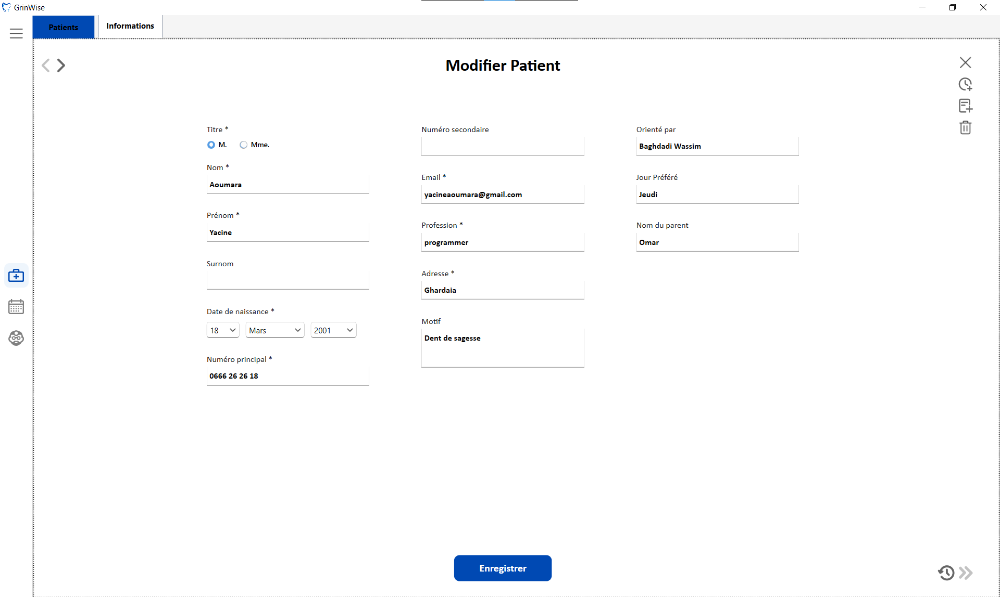 GrinWise
Patients
Informations
Modifier Patient
Titre *
M.
Mme.
Nom *
Aoumara
Prénom *
Yacine
Surnom
Date de naissance *
18
Mars
2001
Numéro principal *
0666 26 26 18
Numéro secondaire
Email *
yacineaoumara@gmail.com
Profession *
programmer
Adresse *
Ghardaia
Motif
Dent de sagesse
Orienté par
Baghdadi Wassim
Jour Préféré
Jeudi
Nom du parent
Omar
Enregistrer